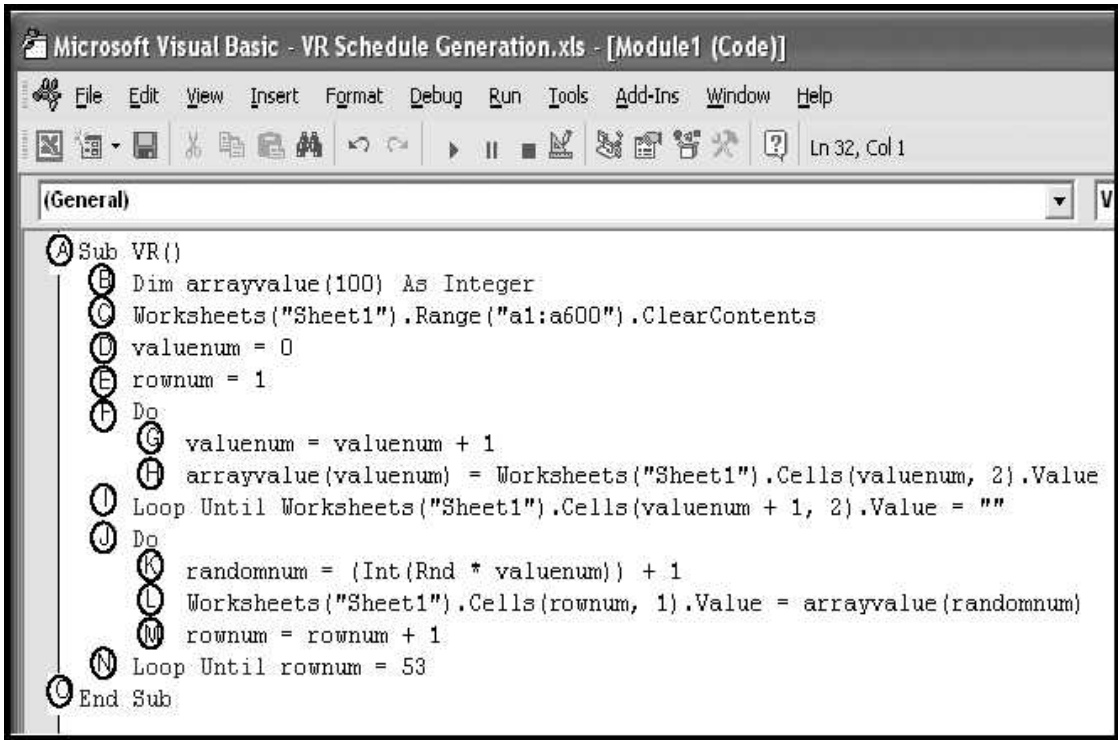 Microsoft Visual Basic - VR Schedule Generation.xls - [Module1 (Code)]
File Edit View Insert Format Debug Run Tools Add-Ins Window Help
Ln 32, Col 1
(General) V
A Sub VR()
B Dim arrayvalue(100) As Integer
C Worksheets("Sheet1").Range("a1:a600").ClearContents
D valuenum = 0
E rownum = 1
F Do
G valuenum = valuenum + 1
H arrayvalue(valuenum) = Worksheets("Sheet1").Cells(valuenum, 2).Value
I Loop Until Worksheets("Sheet1").Cells(valuenum + 1, 2).Value = ""
J Do
K randomnum = (Int(Rnd * valuenum)) + 1
L Worksheets("Sheet1").Cells(rownum, 1).Value = arrayvalue(randomnum)
M rownum = rownum + 1
N Loop Until rownum = 53
O End Sub